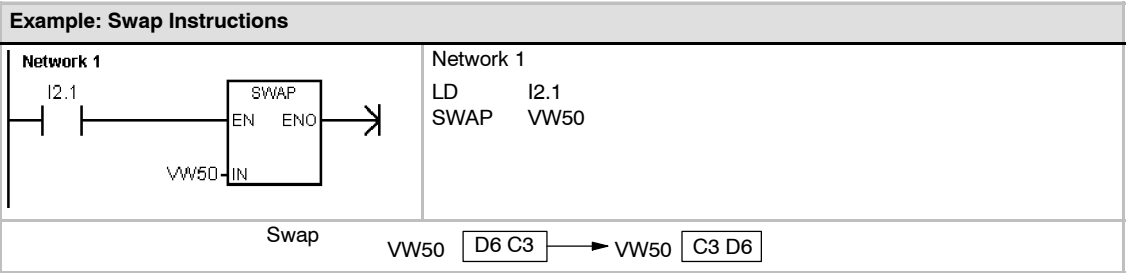 Example: Swap Instructions
Network 1
I2.1
SWAP
EN ENO
VW50
IN
Network 1
LD I2.1
SWAP VW50
Swap
VW50 D6 C3 VW50 C3 D6